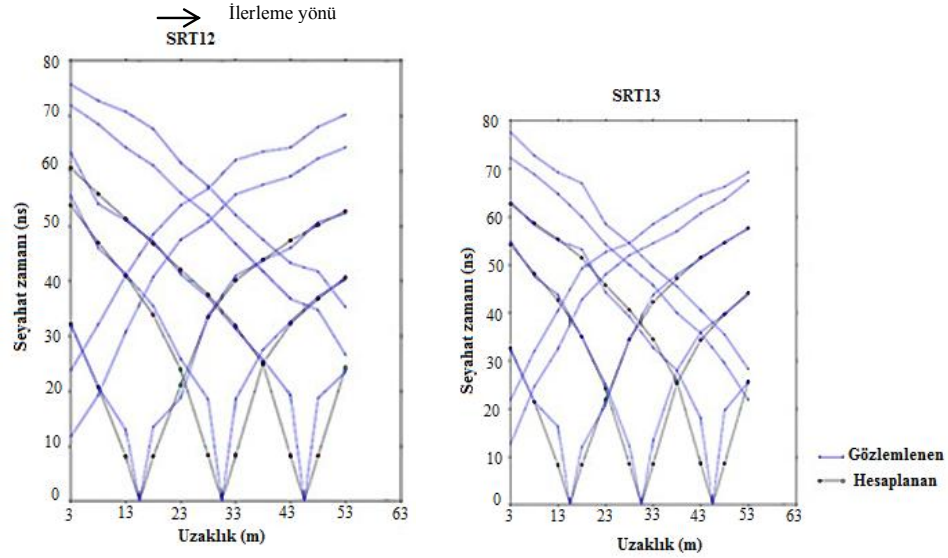 İlerleme yönü
SRT12
80
70
60
50
40
30
20
10
0
3 13 23 33 43 53 63
Seyahat zamanı (ns)
Uzaklık (m)
SRT13
80
70
60
50
40
30
20
10
0
3 13 23 33 43 53 63
Seyahat zamanı (ns)
Uzaklık (m)
Gözlemlenen
Hesaplanan